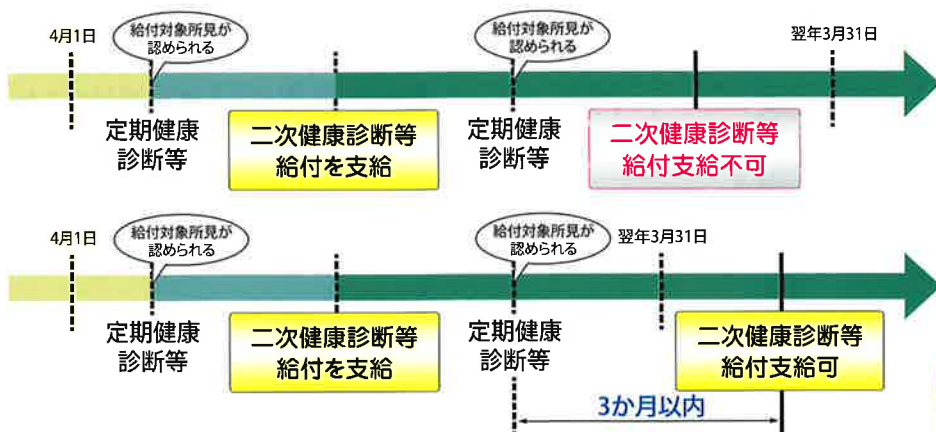 4月1日
給付対象所見が
認められる
給付対象所見が
認められる
翌年3月31日
定期健康
診断等
二次健康診断等
給付を支給
定期健康
診断等
二次健康診断等
給付支給不可
4月1日
給付対象所見が
認められる
給付対象所見が
認められる
翌年3月31日
定期健康
診断等
二次健康診断等
給付を支給
定期健康
診断等
二次健康診断等
給付支給可
3か月以内